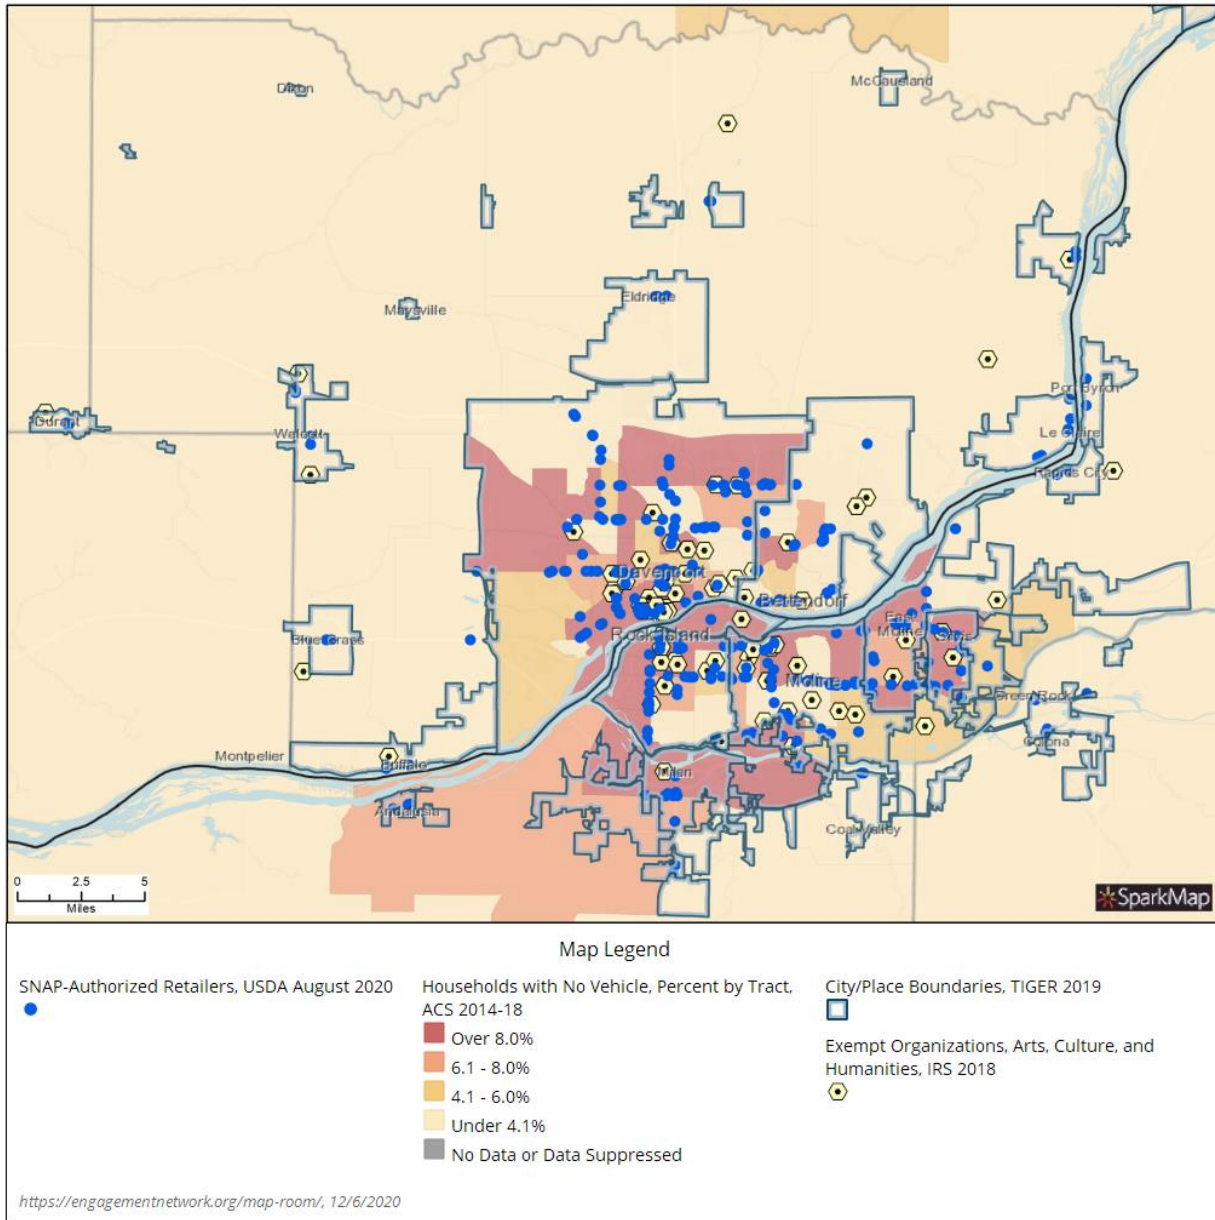 Dixon
McCausland
Eldridge
Maysville
Port Byron
Durant
Walcott
Le Claire
Rapids City
Davenport
Bettendorf
Rock Island
East
Moline
Silvis
Blue Grass
Moline
Green Rock
Colona
Montpelier
Buffalo
Milan
Andalusia
Coal Valley
0 2.5 5
Miles
SparkMap
Map Legend
SNAP-Authorized Retailers, USDA August 2020
Households with No Vehicle, Percent by Tract,
ACS 2014-18
Over 8.0%
6.1 - 8.0%
4.1 - 6.0%
Under 4.1%
No Data or Data Suppressed
City/Place Boundaries, TIGER 2019
Exempt Organizations, Arts, Culture, and
Humanities, IRS 2018
https://engagementnetwork.org/map-room/, 12/6/2020